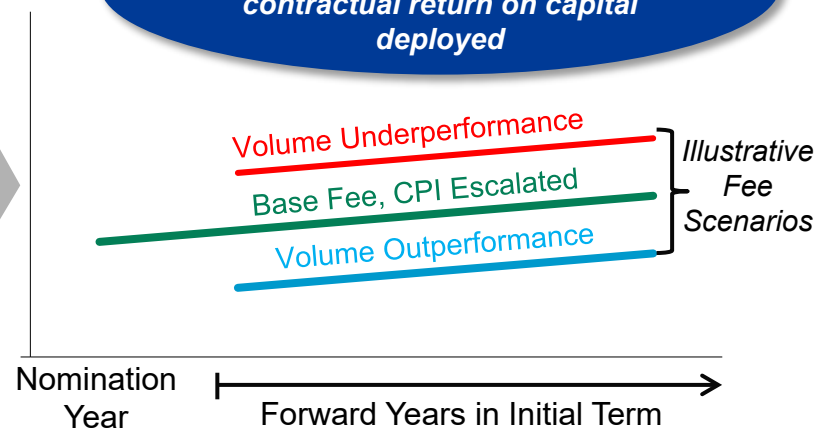 contractual return on capital
deployed
Volume Underperformance
Base Fee, CPI Escalated
Volume Outperformance
Illustrative
Fee
Scenarios
Nomination
Year
Forward Years in Initial Term